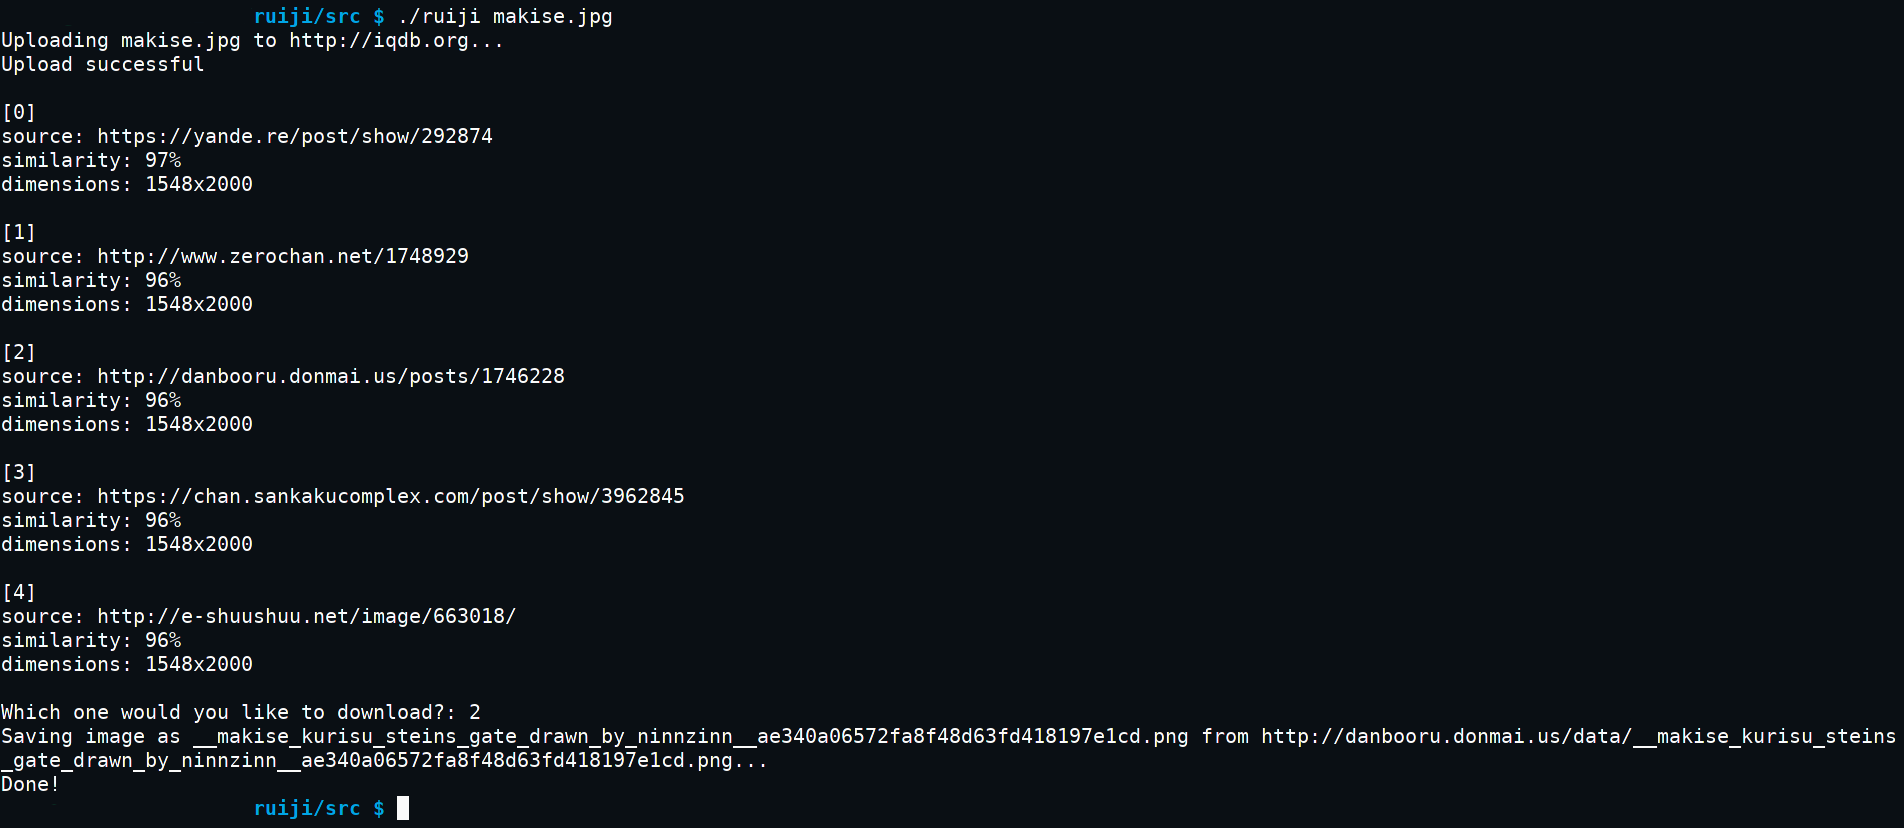 ruiji/src $ ./ruiji makise.jpg
Uploading makise.jpg to http://iqdb.org...
Upload successful
[0]
source: https://yande.re/post/show/292874
similarity: 97%
dimensions: 1548x2000
[1]
source: http://www.zerochan.net/1748929
similarity: 96%
dimensions: 1548x2000
[2]
source: http://danbooru.donmai.us/posts/1746228
similarity: 96%
dimensions: 1548x2000
[3]
source: https://chan.sankakucomplex.com/post/show/3962845
similarity: 96%
dimensions: 1548x2000
[4]
source: http://e-shuushuu.net/image/663018/
similarity: 96%
dimensions: 1548x2000
Which one would you like to download?: 2
Saving image as __makise_kurisu_steins_gate_drawn_by_ninnzinn__ae340a06572fa8f48d63fd418197e1cd.png from http://danbooru.donmai.us/data/__makise_kurisu_steins
_gate_drawn_by_ninnzinn__ae340a06572fa8f48d63fd418197e1cd.png...
Done!
ruiji/src $